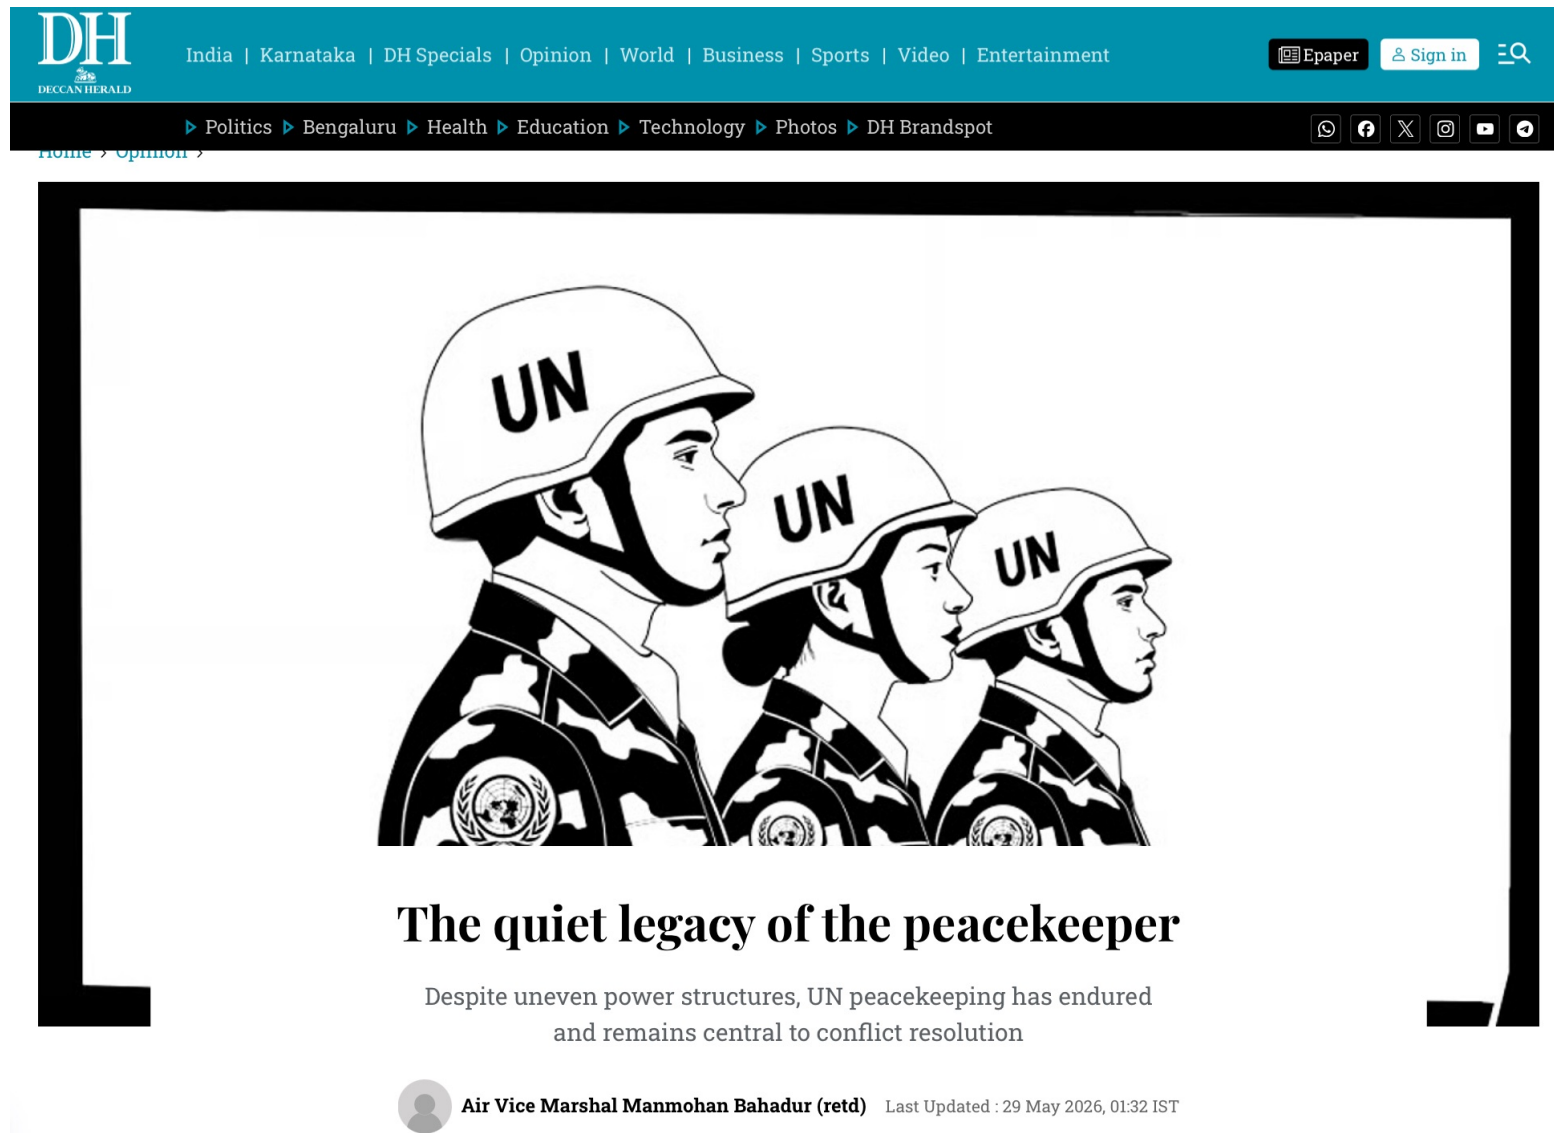 DH
DECCAN HERALD
India | Karnataka | DH Specials | Opinion | World | Business | Sports | Video | Entertainment
Epaper
Sign in
Politics Bengaluru Health Education Technology Photos DH Brandspot
Home > Opinion >
UN
UN
UN
The quiet legacy of the peacekeeper
Despite uneven power structures, UN peacekeeping has endured
and remains central to conflict resolution
Air Vice Marshal Manmohan Bahadur (retd) Last Updated : 29 May 2026, 01:32 IST